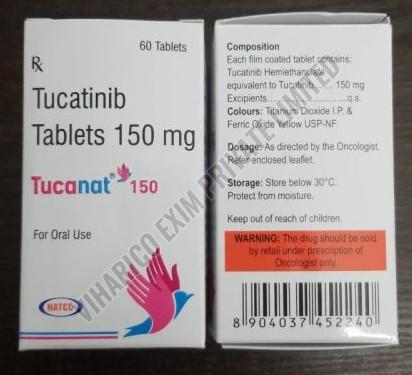 60 Tablets
Rx
Tucatinib
Tablets 150 mg
Tucanat® 150
For Oral Use
NATCO
Composition
Each film coated tablet contains:
Tucatinib Hemiethanolate
equivalent to Tucatinib.... 150 mg
Excipients........................q.s.
Colours: Titanium Dioxide I.P. &
Ferric Oxide Yellow USP-NF.
Dosage: As directed by the Oncologist.
Refer enclosed leaflet.
Storage: Store below 30°C.
Protect from moisture.
Keep out of reach of children.
WARNING: The drug should be sold
by retail under prescription of
Oncologist only.
8 904037 452240
VIHARICO EXIM PRIVATE LIMITED